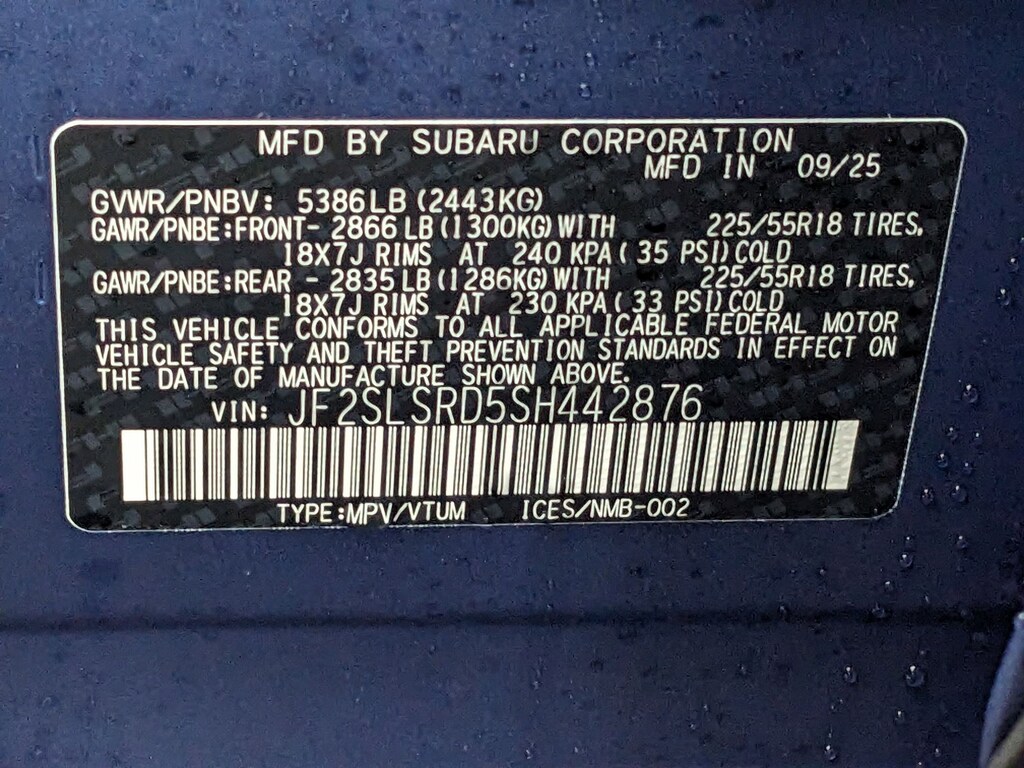 MFD BY SUBARU CORPORATION
MFD IN 09/25
GVWR/PNBV: 5386LB (2443KG)
GAWR/PNBE:FRONT- 2866 LB (1300KG) WITH 225/55R18 TIRES,
18X7J RIMS AT 240 KPA ( 35 PSI) COLD
GAWR/PNBE:REAR - 2835 LB (1286KG) WITH 225/55R18 TIRES,
18X7J RIMS AT 230 KPA ( 33 PSI) COLD
THIS VEHICLE CONFORMS TO ALL APPLICABLE FEDERAL MOTOR
VEHICLE SAFETY AND THEFT PREVENTION STANDARDS IN EFFECT ON
THE DATE OF MANUFACTURE SHOWN ABOVE.
VIN: JF2SLSRD5SH442876
TYPE:MPV/VTUM ICES/NMB-002